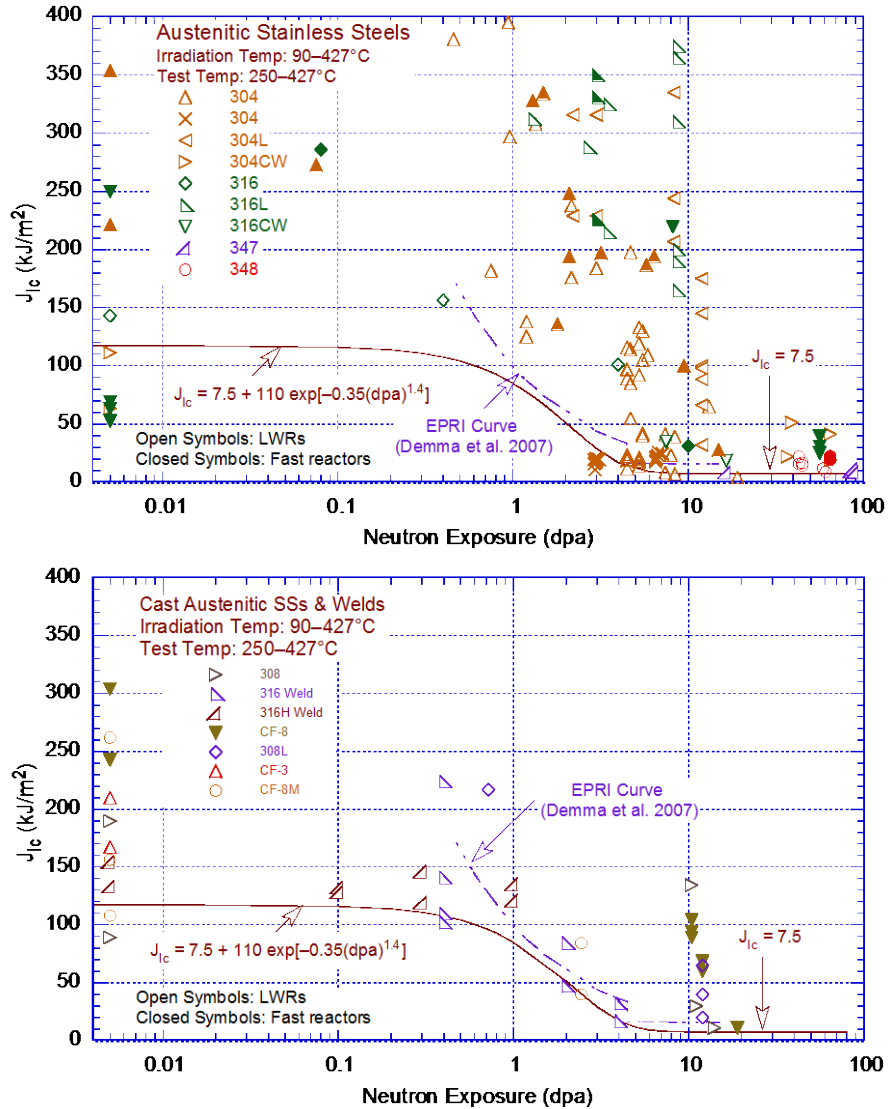 400
350
300
250
200
150
100
50
0
J_Ic (kJ/m²)
Austenitic Stainless Steels
Irradiation Temp: 90–427°C
Test Temp: 250–427°C
304
304
304L
304CW
316
316L
316CW
347
348
J_Ic = 7.5
J_Ic = 7.5 + 110 exp[–0.35(dpa)^1.4]
EPRI Curve
(Demma et al. 2007)
Open Symbols: LWRs
Closed Symbols: Fast reactors
0.01 0.1 1 10 100
Neutron Exposure (dpa)
400
350
300
250
200
150
100
50
0
J_Ic (kJ/m²)
Cast Austenitic SSs & Welds
Irradiation Temp: 90–427°C
Test Temp: 250–427°C
308
316 Weld
316H Weld
CF-8
308L
CF-3
CF-8M
EPRI Curve
(Demma et al. 2007)
J_Ic = 7.5 + 110 exp[–0.35(dpa)^1.4]
J_Ic = 7.5
Open Symbols: LWRs
Closed Symbols: Fast reactors
0.01 0.1 1 10 100
Neutron Exposure (dpa)